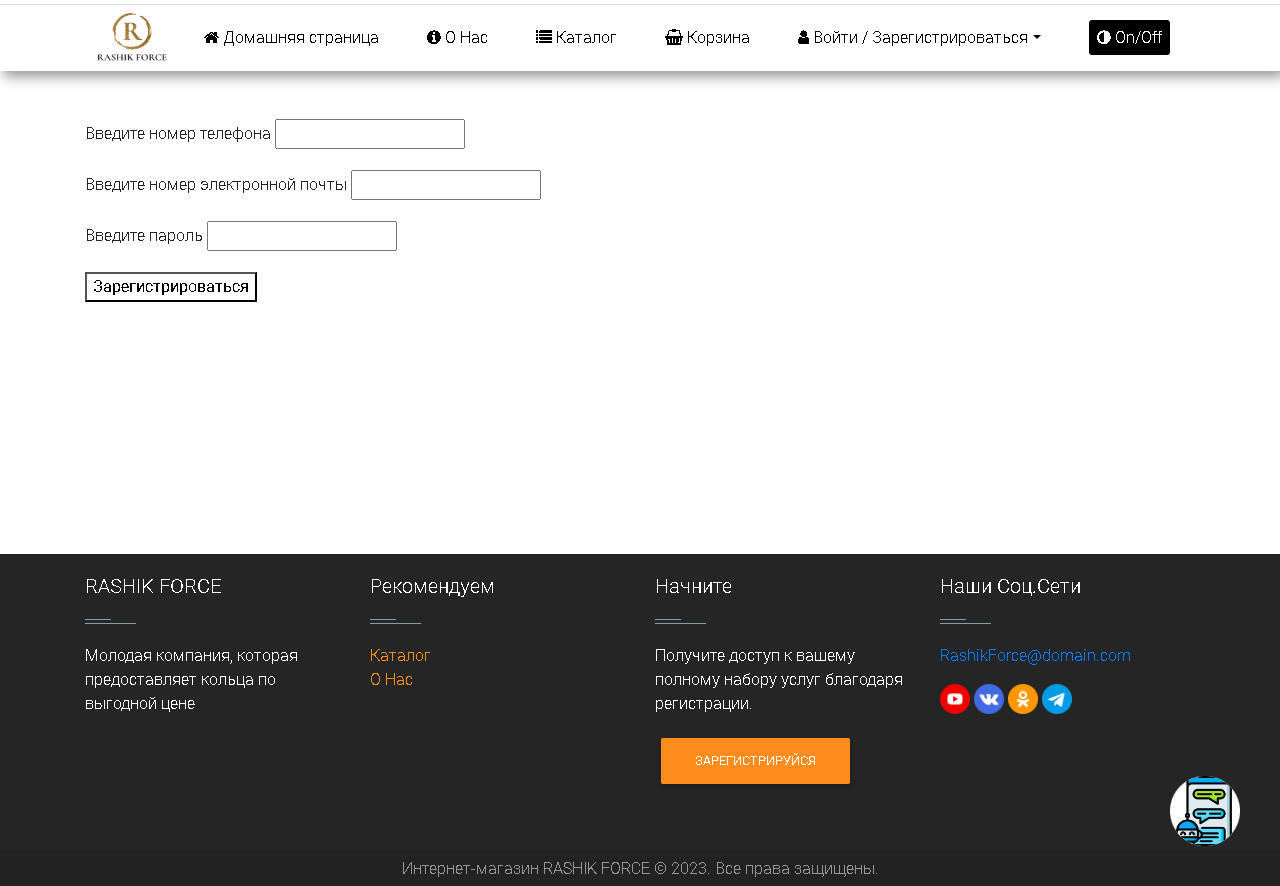 RASHIK FORCE
Домашняя страница
О Нас
Каталог
Корзина
Войти / Зарегистрироваться
On/Off
Введите номер телефона
Введите номер электронной почты
Введите пароль
Зарегистрироваться
RASHIK FORCE
Молодая компания, которая
предоставляет кольца по
выгодной цене
Рекомендуем
Каталог
О Нас
Начните
Получите доступ к вашему
полному набору услуг благодаря
регистрации.
ЗАРЕГИСТРИРУЙСЯ
Наши Соц.Сети
RashikForce@domain.com
Интернет-магазин RASHIK FORCE © 2023. Все права защищены.